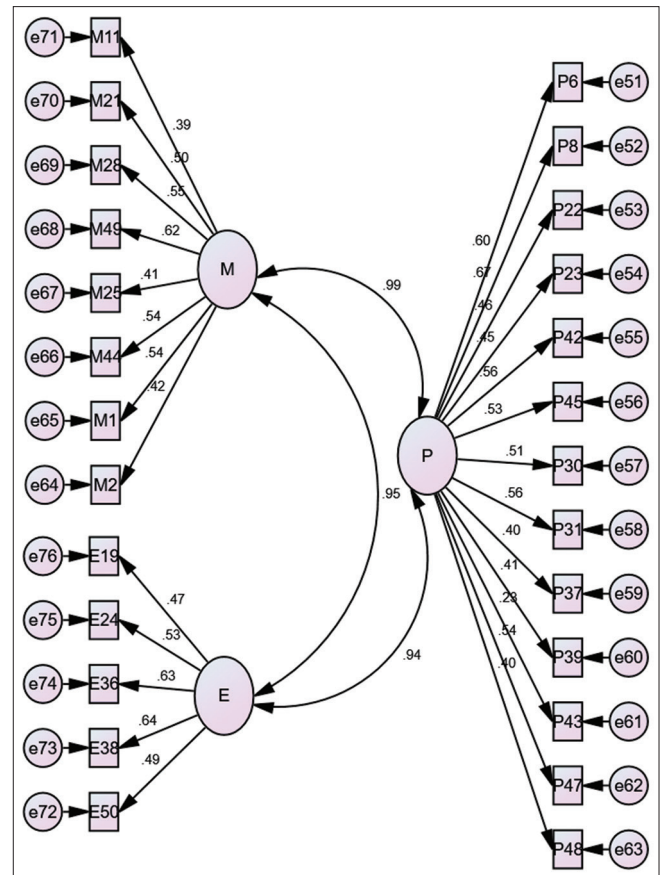 e71 M11
e70 M21
e69 M28
e68 M49
e67 M25
e66 M44
e65 M1
e64 M2
.39
.50
.55
.62
.41
.54
.54
.42
M
.99
.95
.94
e76 E19
e75 E24
e74 E36
e73 E38
e72 E50
.47
.53
.63
.64
.49
E
P
.60
.67
.46
.45
.56
.53
.51
.56
.40
.41
.23
.54
.40
P6 e51
P8 e52
P22 e53
P23 e54
P42 e55
P45 e56
P30 e57
P31 e58
P37 e59
P39 e60
P43 e61
P47 e62
P48 e63